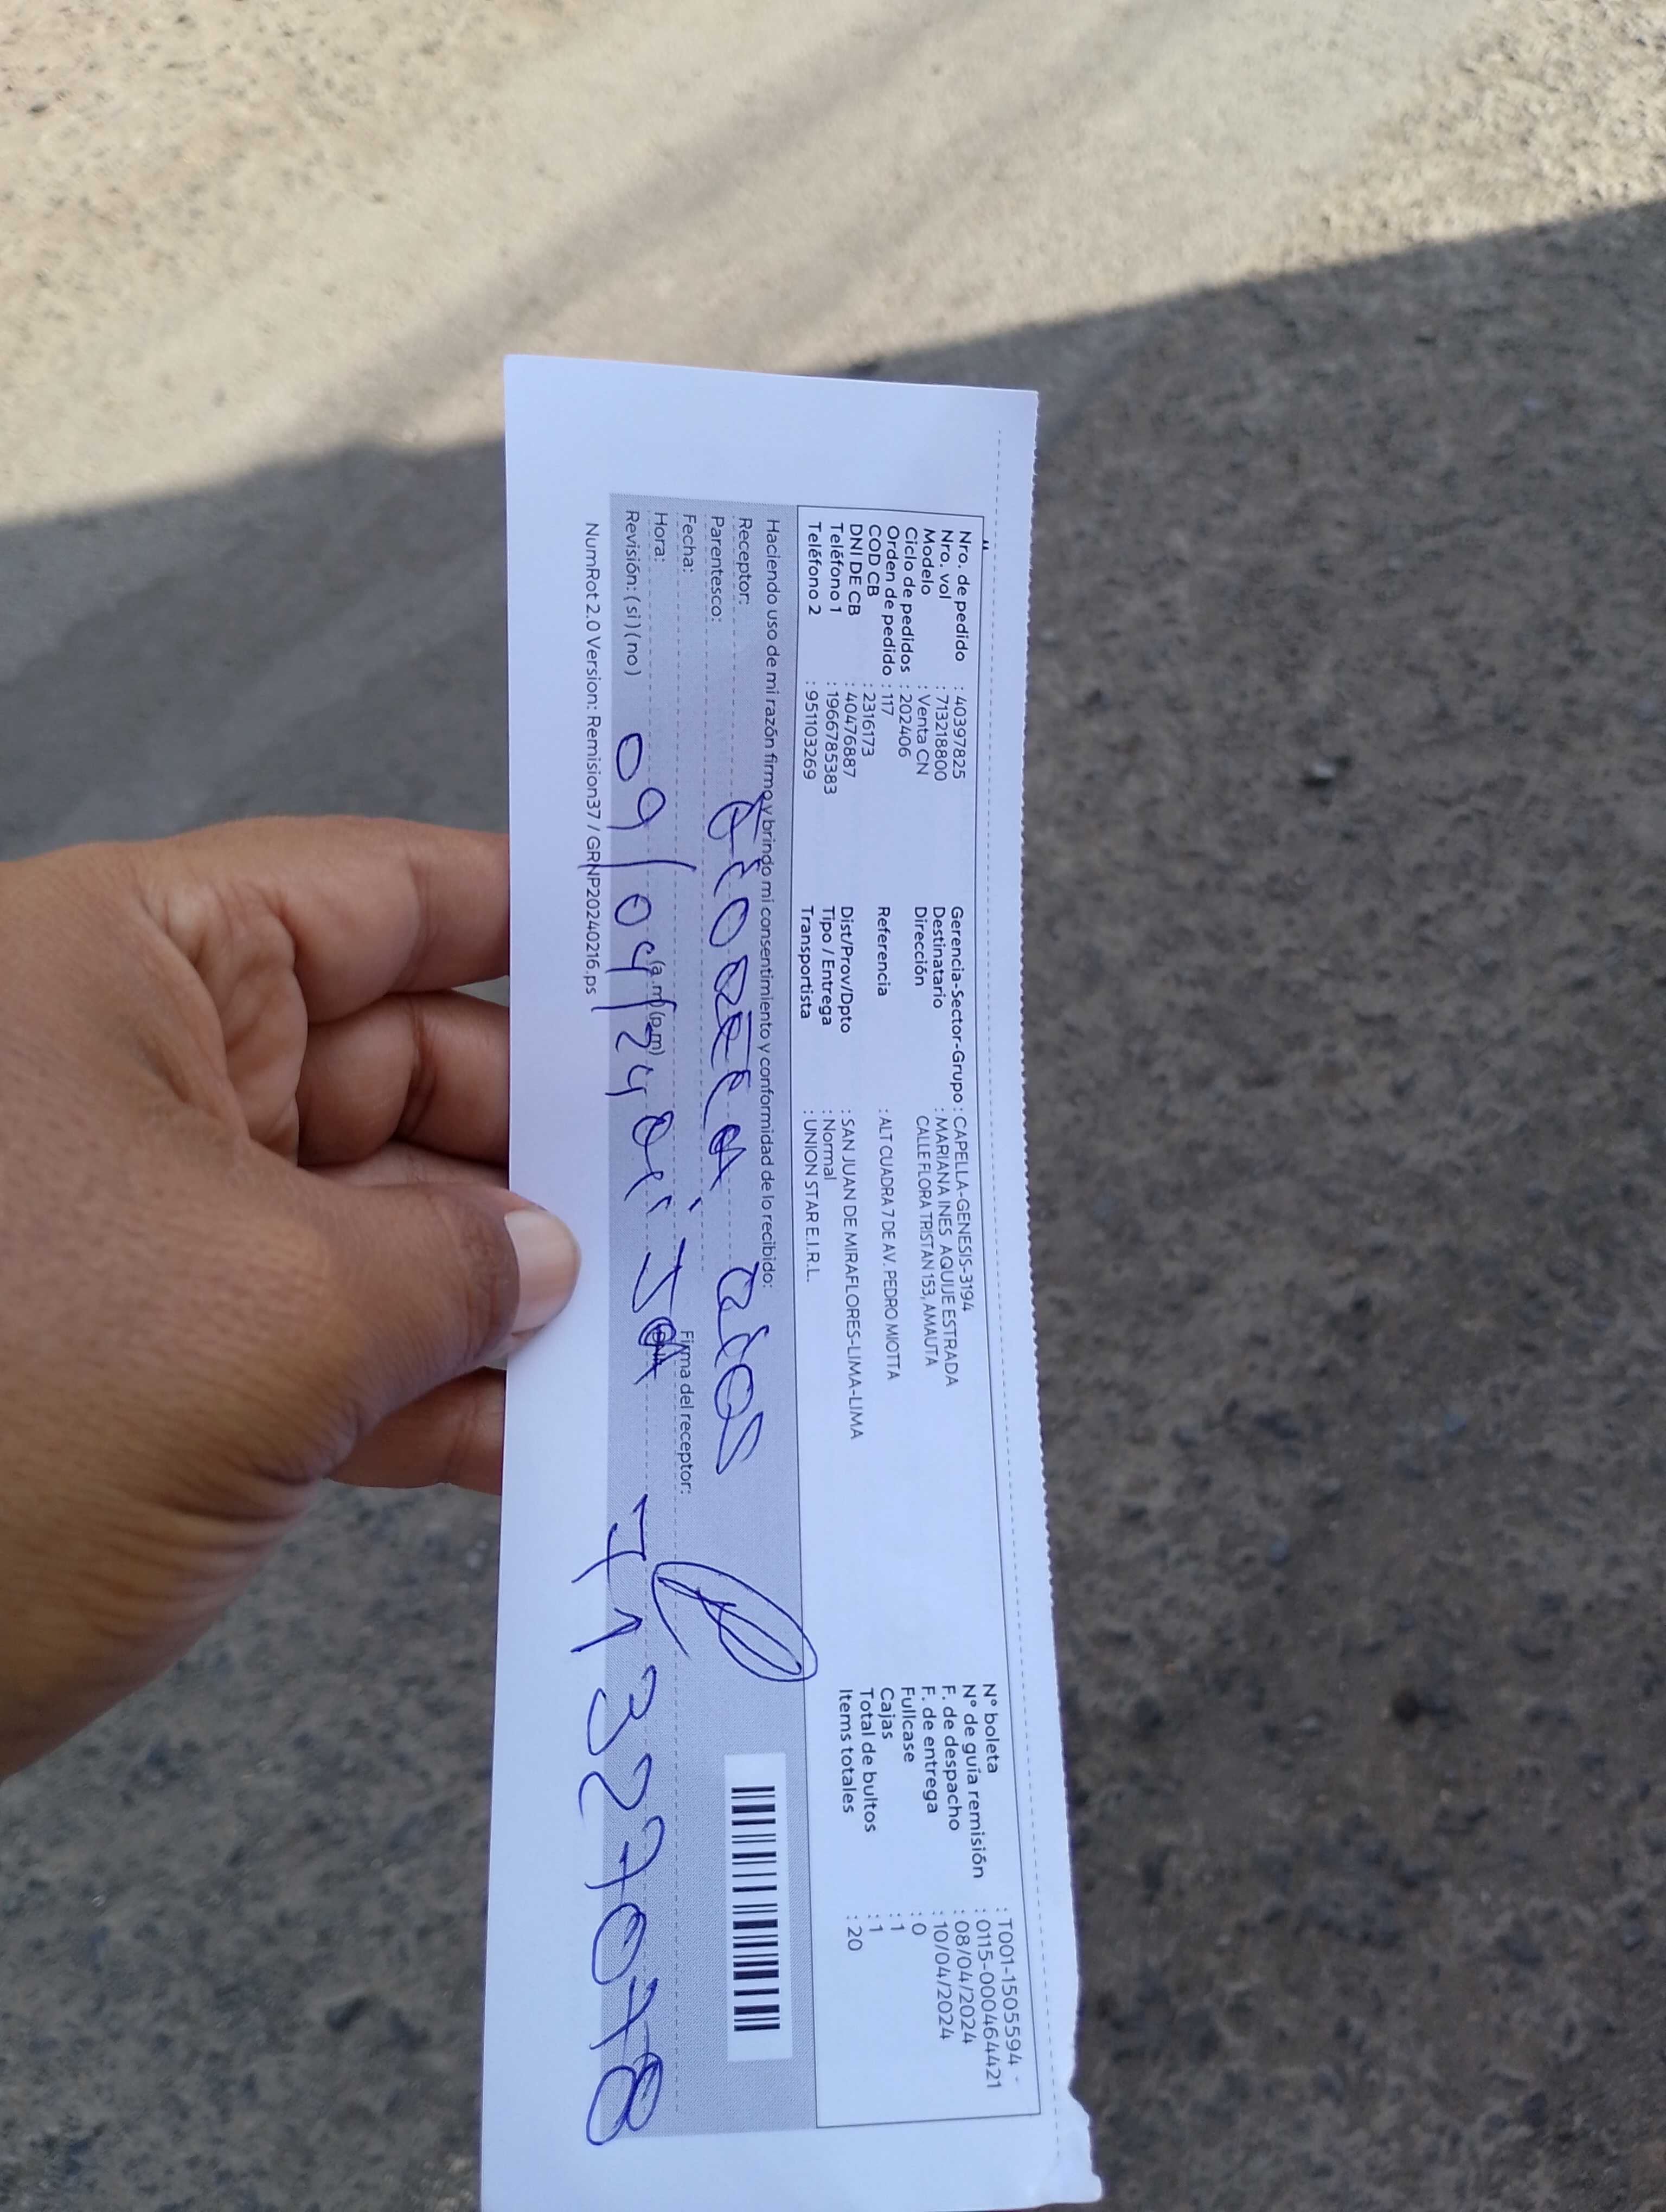 Nro. de pedido : 40397825
Nro. vol : 713218800
Modelo : Venta CN
Ciclo de pedidos : 202406
Orden de pedido : 117
COD CB : 2316173
DNI DE CB : 40476887
Teléfono 1 : 1966785383
Teléfono 2 : 951103269
Gerencia-Sector-Grupo : CAPELLA-GENESIS-3194
Destinatario : MARIANA INES AQUIJE ESTRADA
Dirección CALLE FLORA TRISTAN 153, AMAUTA
Referencia : ALT CUADRA 7 DE AV. PEDRO MIOTTA
Dist/Prov/Dpto : SAN JUAN DE MIRAFLORES-LIMA-LIMA
Tipo / Entrega : Normal
Transportista : UNION STAR E.I.R.L.
N° boleta : T001-1505594 -
N° de guía remisión : 0115-000464421
F. de despacho : 08/04/2024
F. de entrega : 10/04/2024
Fullcase : 0
Cajas : 1
Total de bultos : 1
Items totales : 20
Haciendo uso de mi razón firmo y brindo mi consentimiento y conformidad de lo recibido:
Receptor:
Parentesco:
Fecha:
Hora: (a.m) (p.m)
Firma del receptor:
Revisión: (si) (no) 09/04/24
71327078
NumRot 2.0 Version: Remision37 / GRNP20240216.ps